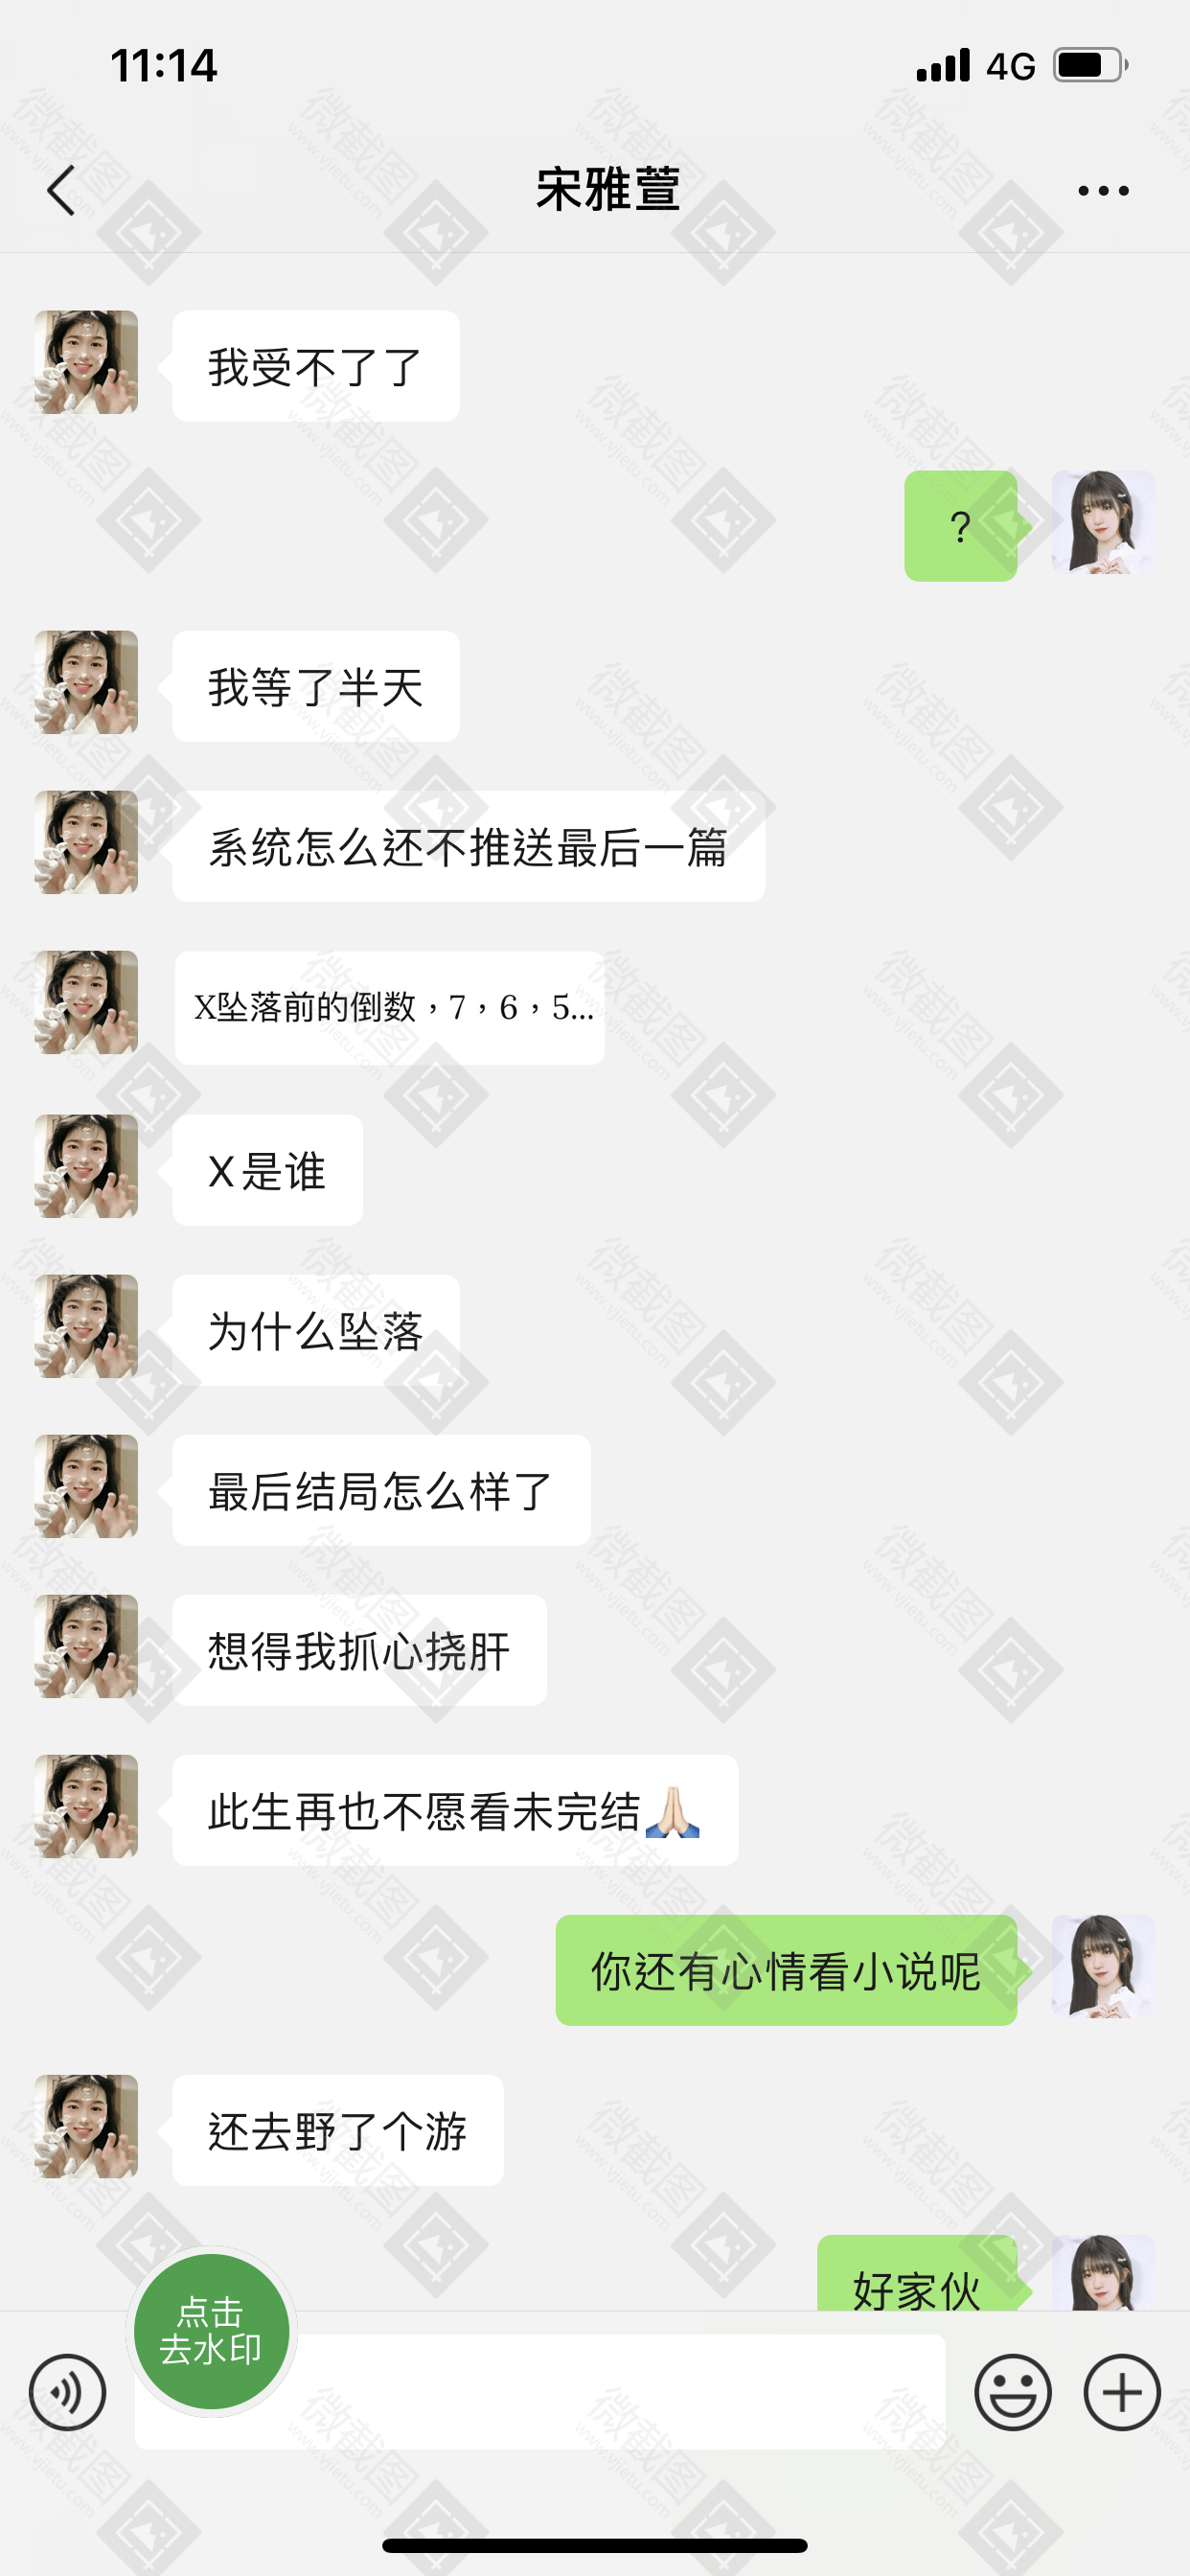 11:14
4G
宋雅萱
我受不了了
?
我等了半天
系统怎么还不推送最后一篇
X坠落前的倒数，7，6，5...
X是谁
为什么坠落
最后结局怎么样了
想得我抓心挠肝
此生再也不愿看未完结🙏🏻
你还有心情看小说呢
还去野了个游
好家伙
点击
去水印
微截图
www.vjietu.com